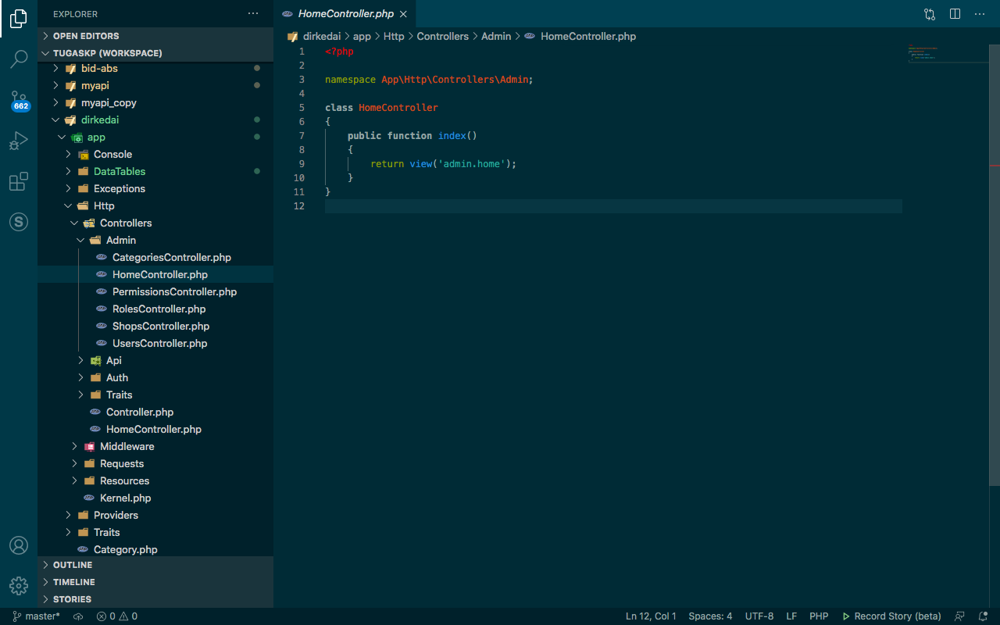 EXPLORER
OPEN EDITORS
TUGASKP (WORKSPACE)
bid-abs
myapi
myapi_copy
dirkedai
app
Console
DataTables
Exceptions
Http
Controllers
Admin
CategoriesController.php
HomeController.php
PermissionsController.php
RolesController.php
ShopsController.php
UsersController.php
Api
Auth
Traits
Controller.php
HomeController.php
Middleware
Requests
Resources
Kernel.php
Providers
Traits
Category.php
OUTLINE
TIMELINE
STORIES
662
HomeController.php
dirkedai > app > Http > Controllers > Admin > HomeController.php
1 <?php
2
3 namespace App\Http\Controllers\Admin;
4
5 class HomeController
6 {
7 public function index()
8 {
9 return view('admin.home');
10 }
11 }
12
master* 0 0 Ln 12, Col 1 Spaces: 4 UTF-8 LF PHP Record Story (beta)